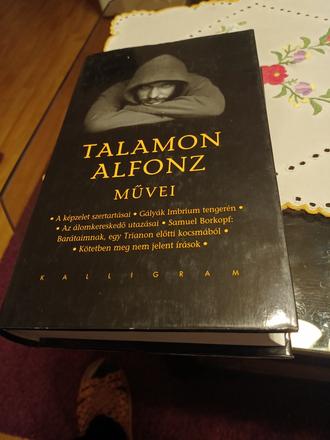 TALAMON
ALFONZ
MŰVEI
• A képzelet szertartásai • Gályák Imbrium tengerén •
• Az álomkereskedő utazásai • Samuel Borkopf:
Barátaimnak, egy Trianon előtti kocsmából •
• Kötetben meg nem jelent írások •
KALLIGRAM